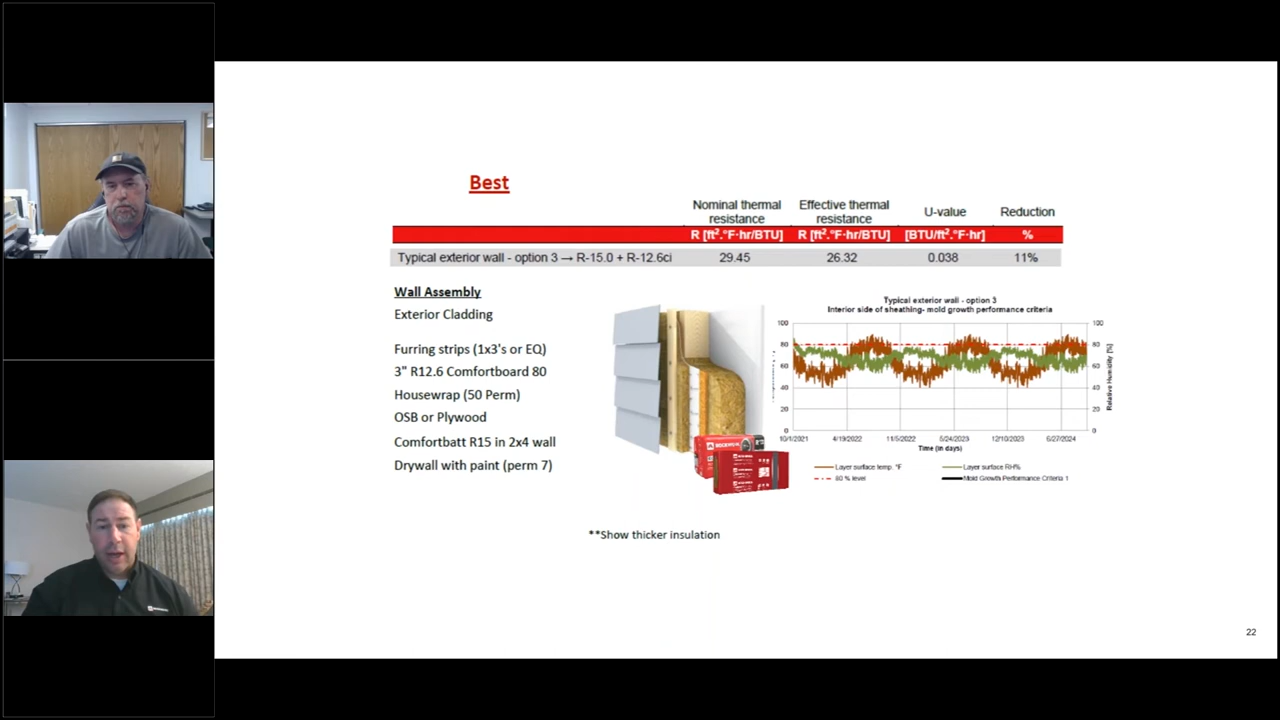 Best
Nominal thermal resistance
Effective thermal resistance
U-value
Reduction
R [ft².°F·hr/BTU]
R [ft².°F·hr/BTU]
[BTU/ft².°F·hr]
%
Typical exterior wall - option 3 → R-15.0 + R-12.6ci
29.45
26.32
0.038
11%
Wall Assembly
Exterior Cladding
Furring strips (1x3's or EQ)
3" R12.6 Comfortboard 80
Housewrap (50 Perm)
OSB or Plywood
Comfortbatt R15 in 2x4 wall
Drywall with paint (perm 7)
ROCKWOOL
Typical exterior wall - option 3
Interior side of sheathing- mold growth performance criteria
100
80
60
40
20
0
100
80
60
40
20
0
Relative Humidity [%]
10/1/2021
4/19/2022
11/5/2022
5/24/2023
12/10/2023
6/27/2024
Time (in days)
Layer surface temp. °F
Layer surface RH%
80 % level
Mold Growth Performance Criteria 1
**Show thicker insulation
22